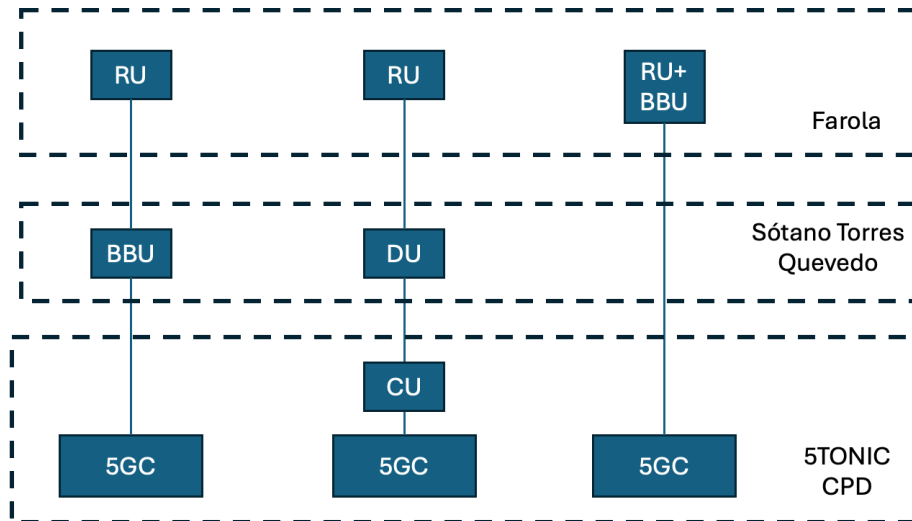 RU
RU
RU+
BBU
Farola
BBU
DU
Sótano Torres
Quevedo
CU
5GC
5GC
5GC
5TONIC
CPD